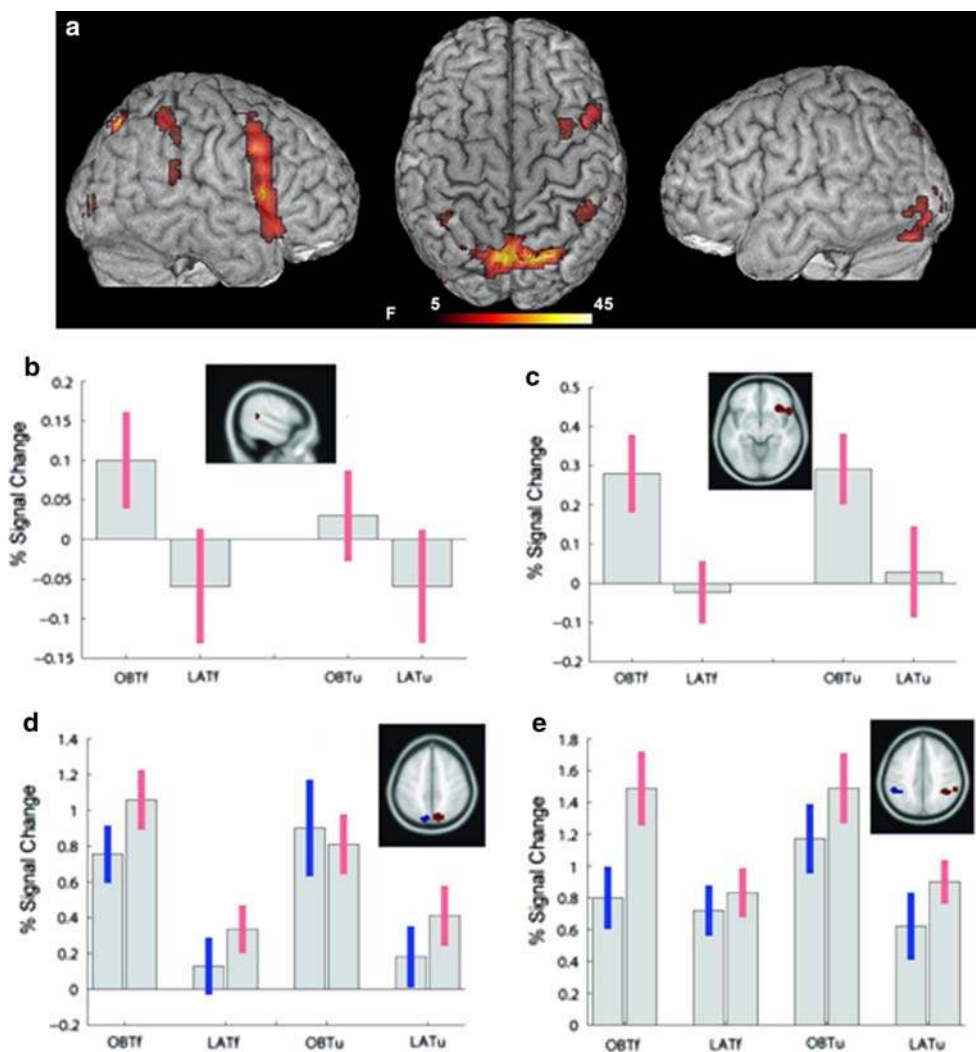 a
F 5 45
b
% Signal Change
0.2
0.15
0.1
0.05
0
−0.05
−0.1
−0.15
OBTf LATf OBTu LATu
c
% Signal Change
0.5
0.4
0.3
0.2
0.1
0
−0.1
−0.2
OBTf LATf OBTu LATu
d
% Signal Change
1.4
1.2
1
0.8
0.6
0.4
0.2
0
−0.2
OBTf LATf OBTu LATu
e
% Signal Change
1.8
1.6
1.4
1.2
1
0.8
0.6
0.4
0.2
0
OBTf LATf OBTu LATu